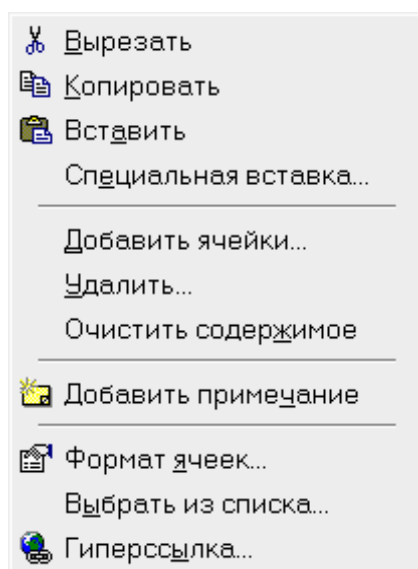 Вырезать
Копировать
Вставить
Специальная вставка...
Добавить ячейки...
Удалить...
Очистить содержимое
Добавить примечание
Формат ячеек...
Выбрать из списка...
Гиперссылка...